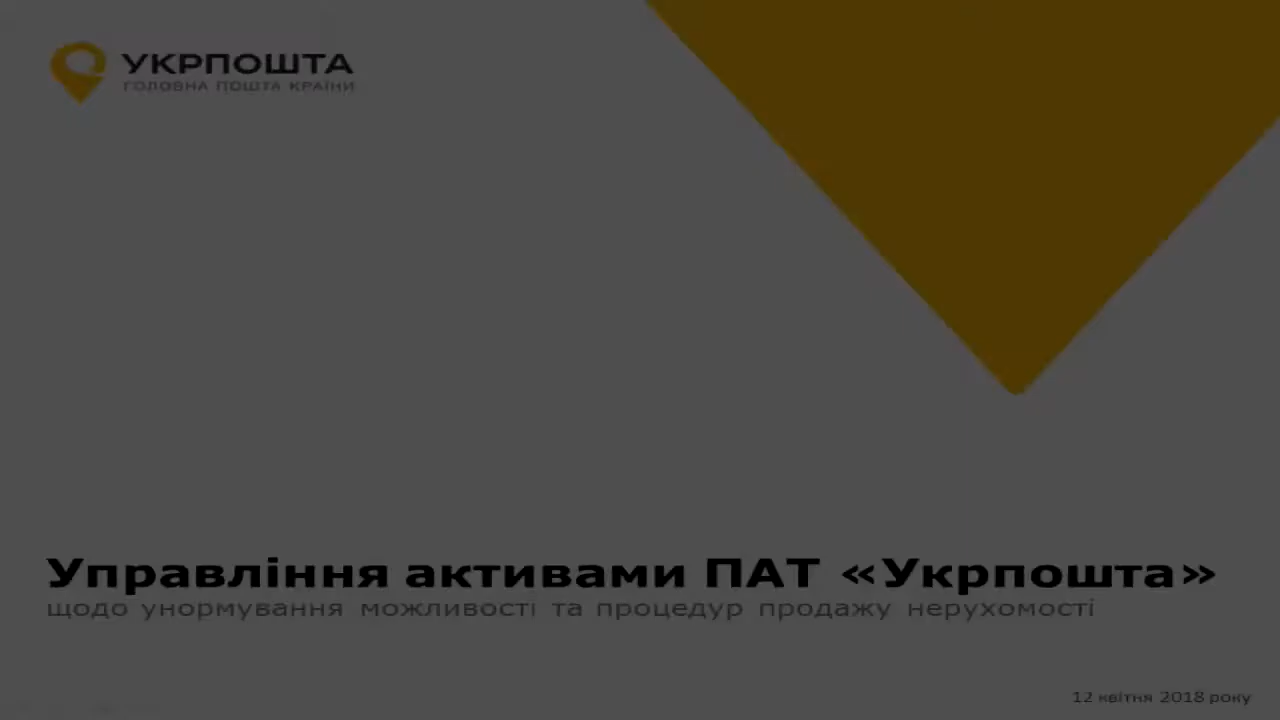 УКРПОШТА
ГОЛОВНА ПОШТА КРАЇНИ
Управління активами ПАТ «Укрпошта»
щодо унормування можливості та процедур продажу нерухомості
12 квітня 2018 року